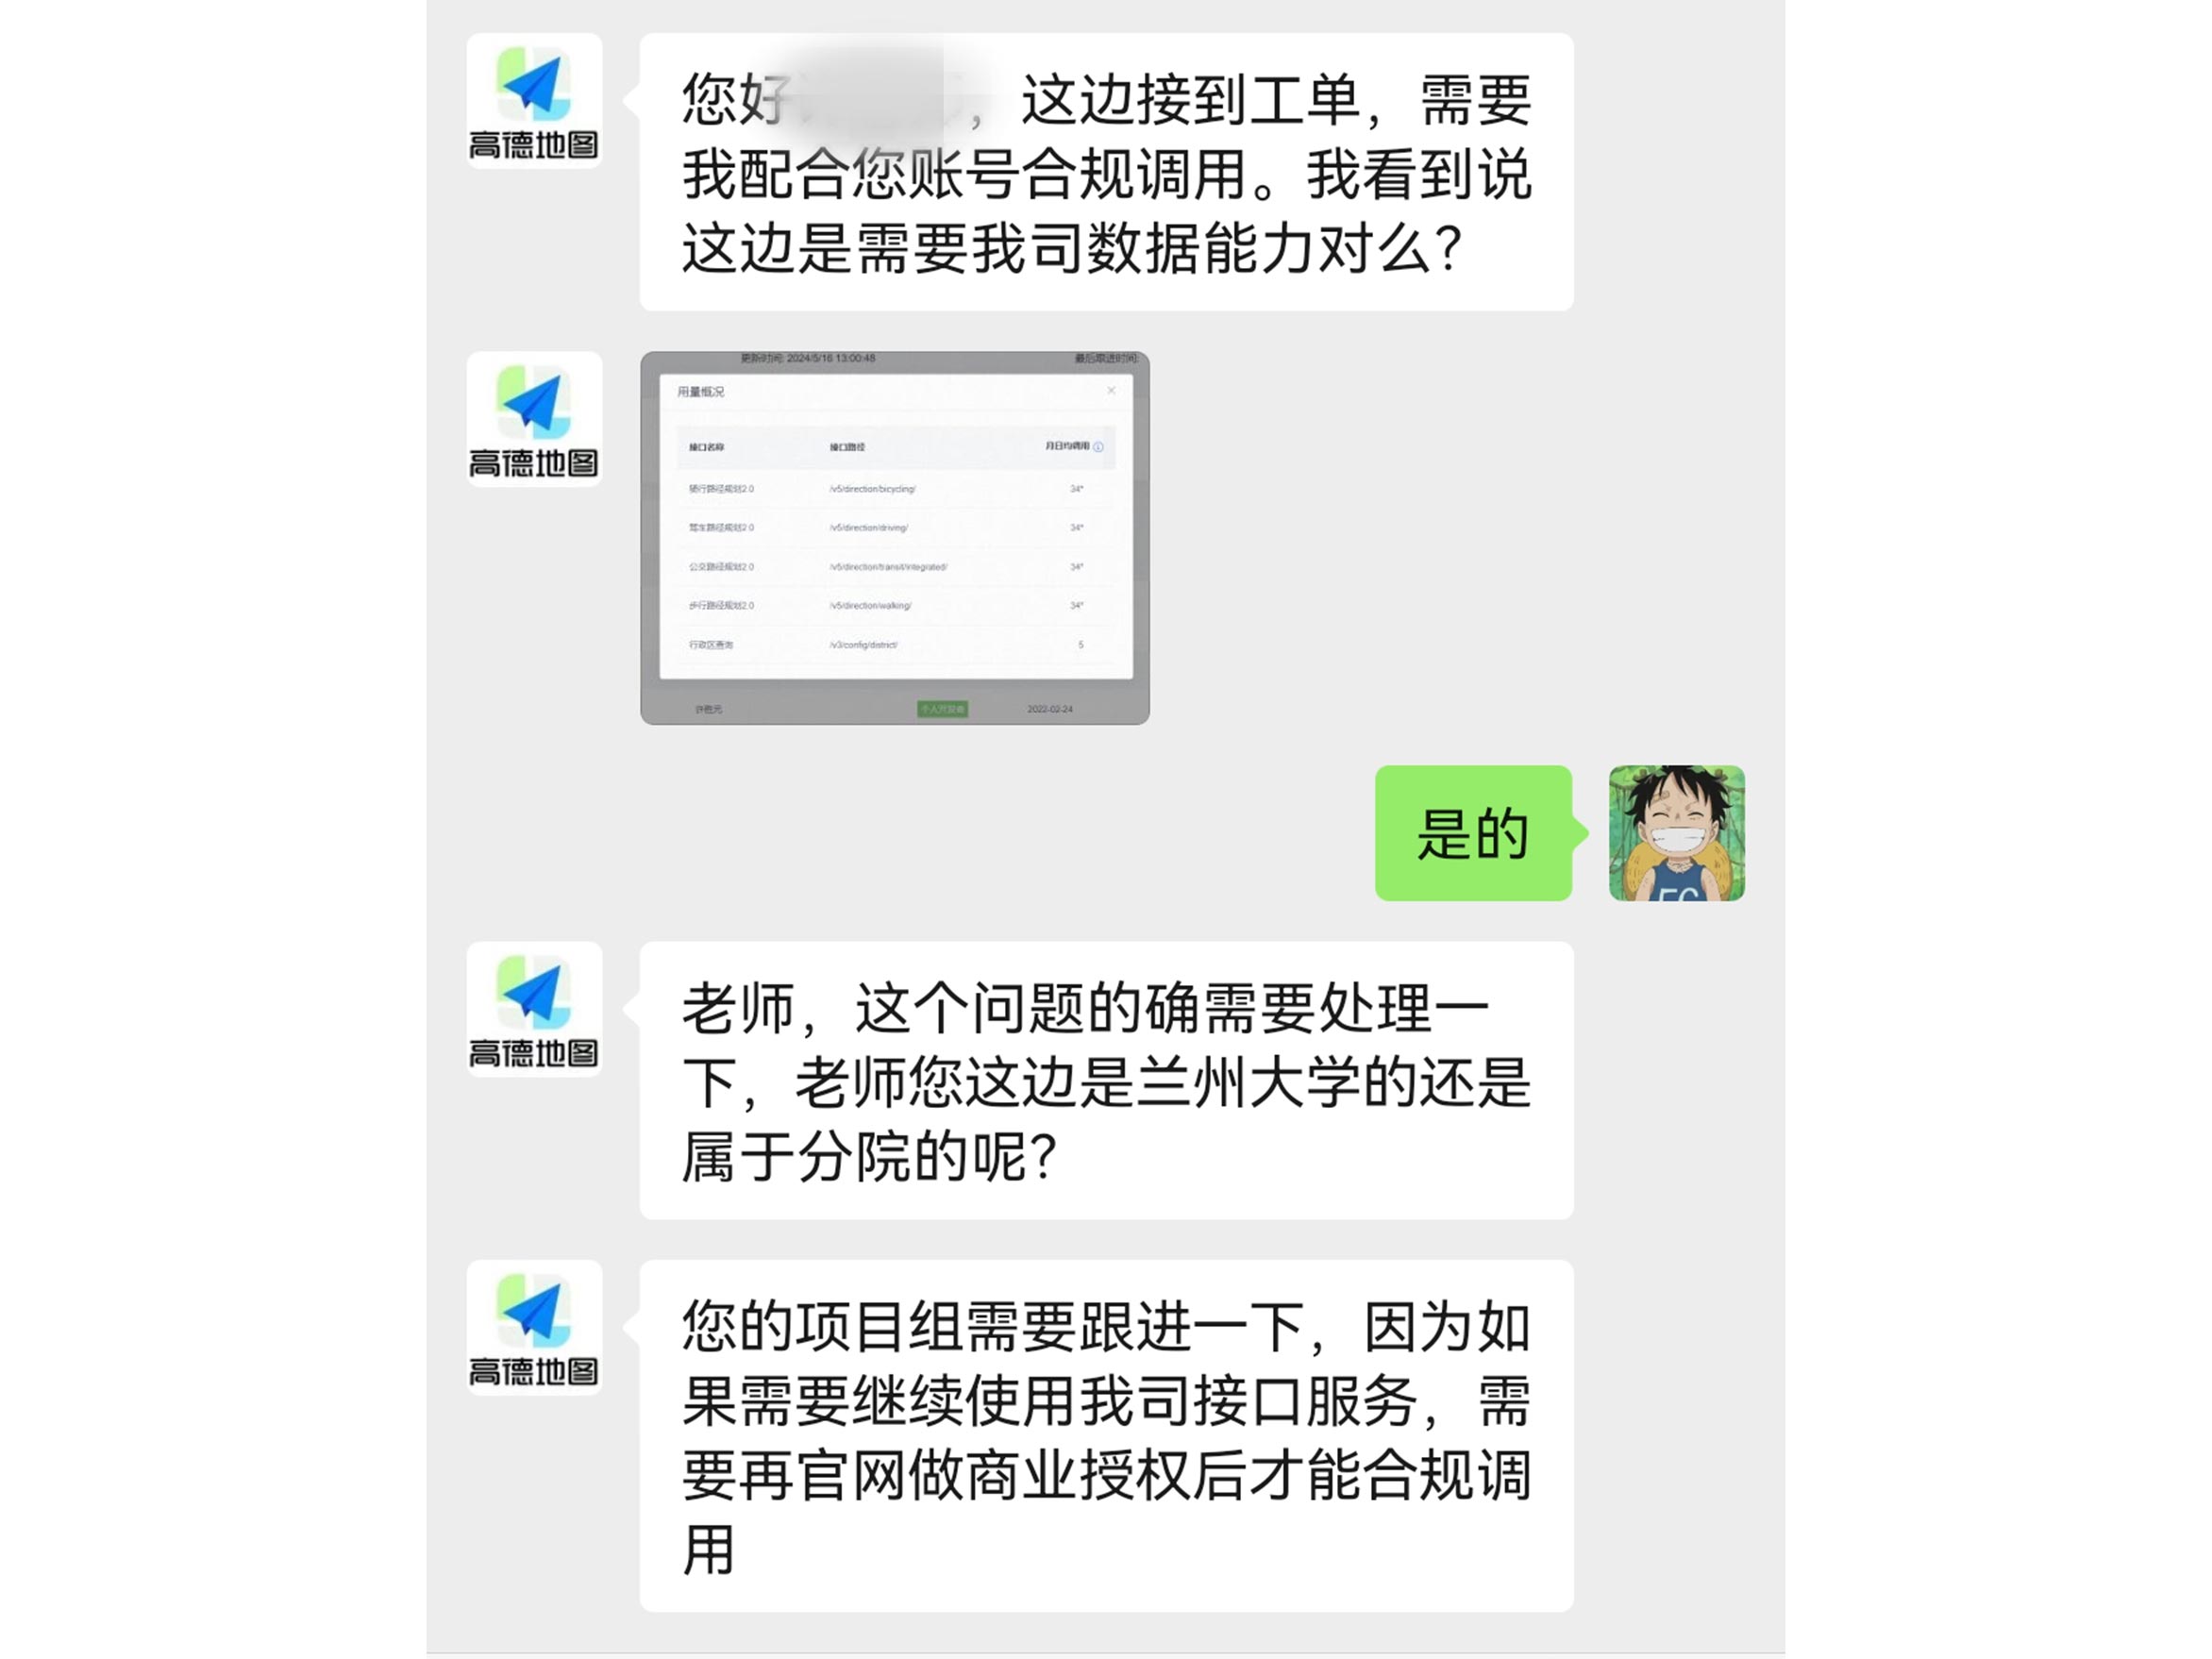 您好
，这边接到工单，需要
我配合您账号合规调用。我看到说
这边是需要我司数据能力对么？
高德地图
更新时间: 2024/5/16 13:00:48
最后跟进时间:
高德地图
用量概况
接口名称 接口路径 月日均调用
骑行路径规划2.0 /v5/direction/bicycling/ 34*
驾车路径规划2.0 /v5/direction/driving/ 34*
公交路径规划2.0 /v5/direction/transit/integrated/ 34*
步行路径规划2.0 /v5/direction/walking/ 34*
行政区查询 /v3/config/district/ 5
个人开发者 2022-02-24
是的
老师，这个问题的确需要处理一
下，老师您这边是兰州大学的还是
属于分院的呢？
高德地图
您的项目组需要跟进一下，因为如
果需要继续使用我司接口服务，需
要再官网做商业授权后才能合规调
用
高德地图